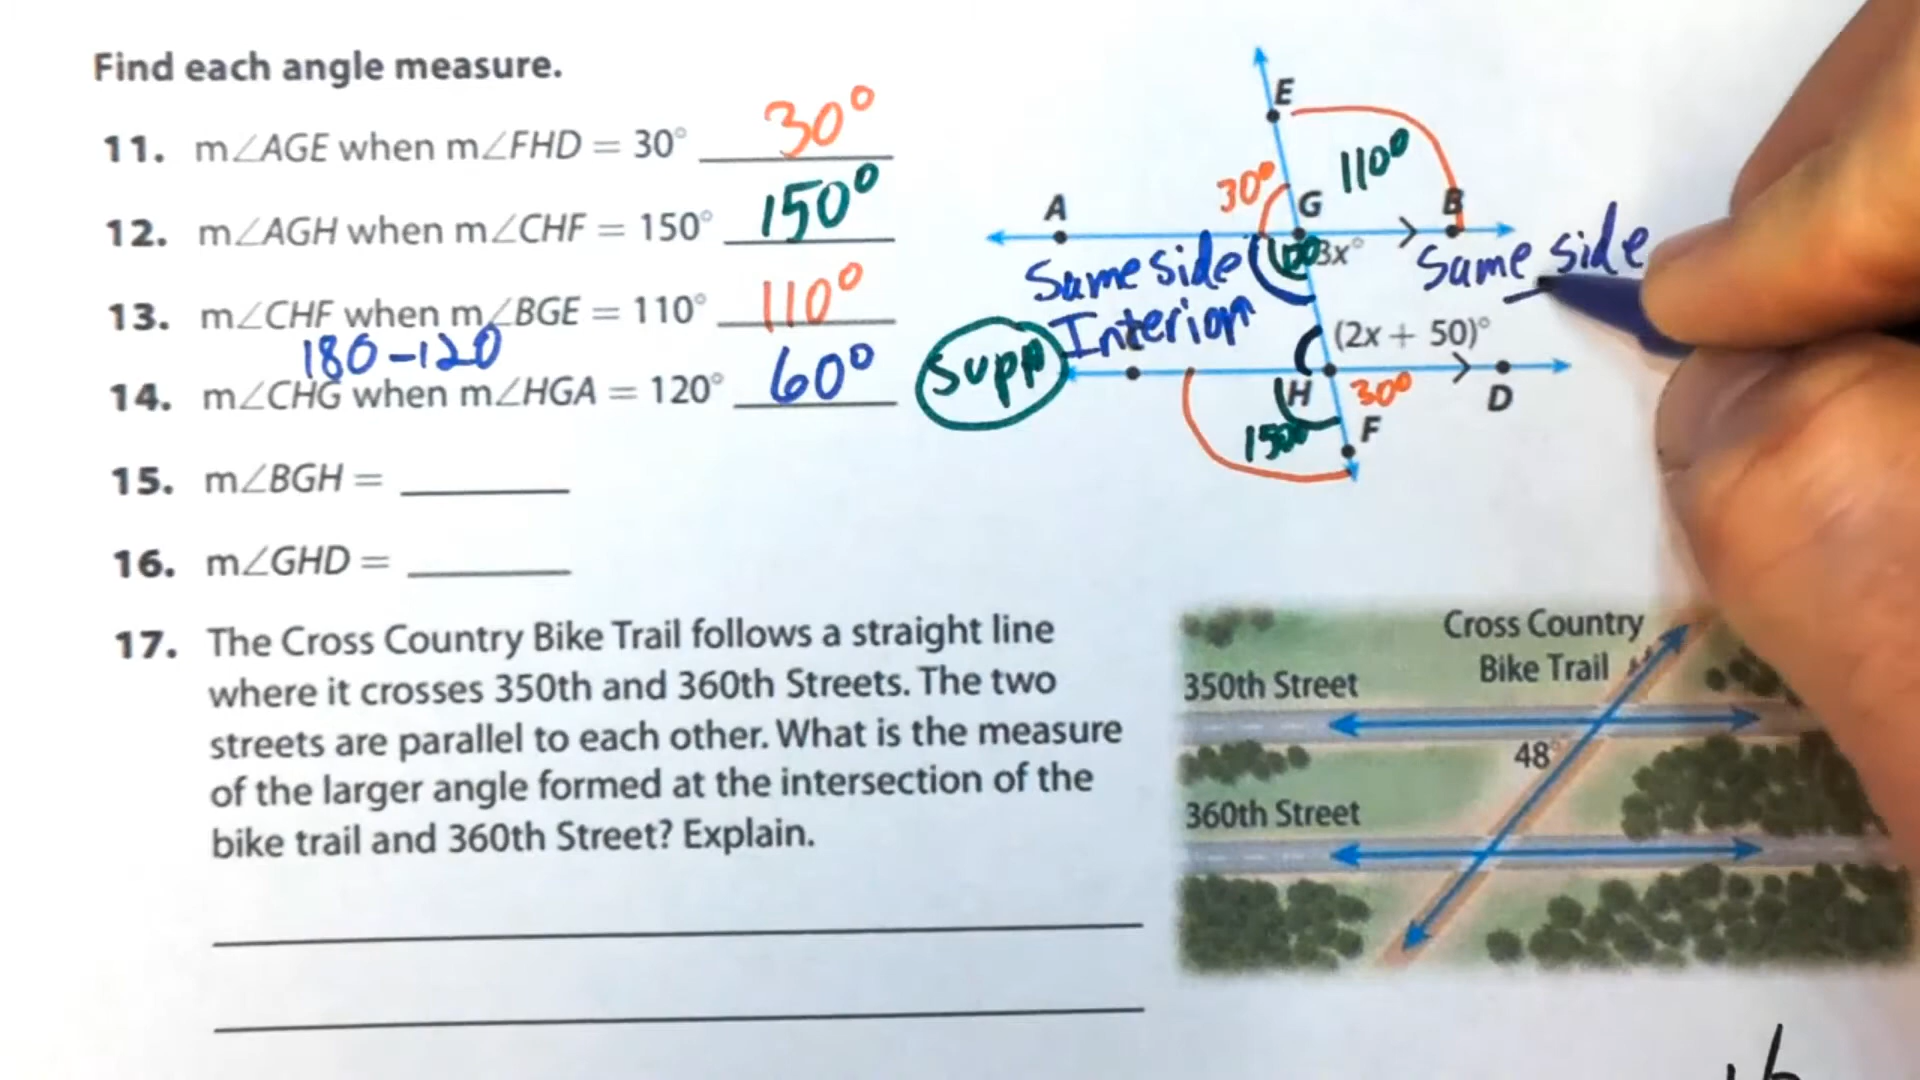 Find each angle measure.
11. m∠AGE when m∠FHD = 30° 30°
12. m∠AGH when m∠CHF = 150° 150°
13. m∠CHF when m∠BGE = 110° 110°
180-120
14. m∠CHG when m∠HGA = 120° 60°
15. m∠BGH =
16. m∠GHD =
17. The Cross Country Bike Trail follows a straight line
where it crosses 350th and 360th Streets. The two
streets are parallel to each other. What is the measure
of the larger angle formed at the intersection of the
bike trail and 360th Street? Explain.
E
110°
30°
G
A
B
3x°
Same side
Interior
Same side
Supp
(2x + 50)°
H
30°
D
150°
F
Cross Country
Bike Trail
350th Street
48°
360th Street